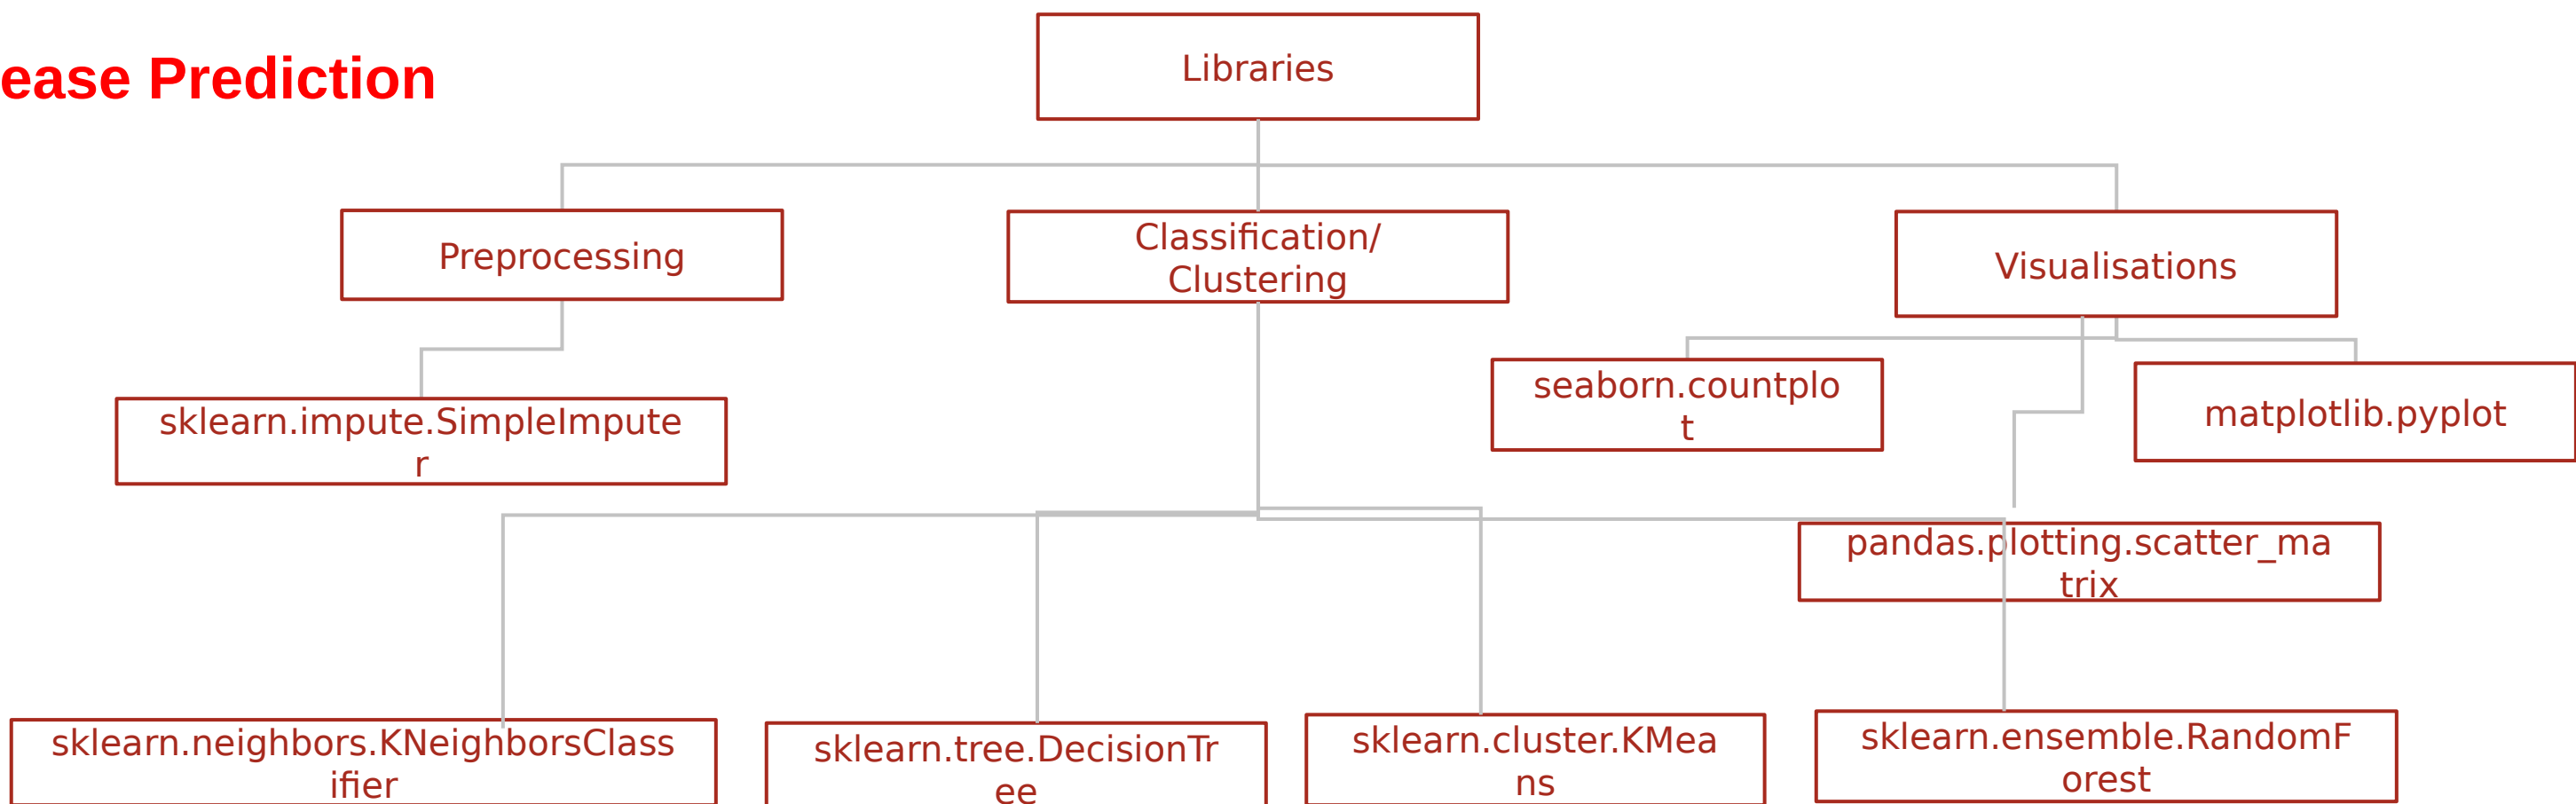 ease Prediction
Libraries
Preprocessing
Classification/
Clustering
Visualisations
sklearn.impute.SimpleImpute
r
seaborn.countplo
t
matplotlib.pyplot
pandas.plotting.scatter_ma
trix
sklearn.neighbors.KNeighborsClass
ifier
sklearn.tree.DecisionTr
ee
sklearn.cluster.KMea
ns
sklearn.ensemble.RandomF
orest